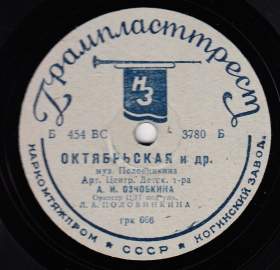 Грампласттрест
НЗ
Б 454 ВС L 3780 Б
ОКТЯБРЬСКАЯ и др.
муз. Половинкина
Арт. Центр. Детск. т-ра
А. И. ОЗЧОБКИНА
Оркестр ЦДТ под упр.
Л. А. ПОЛОВИНКИНА
грк 666
НАРКОМТЯЖПРОМ ★ СССР ★ НОГИНСКИЙ ЗАВОД.